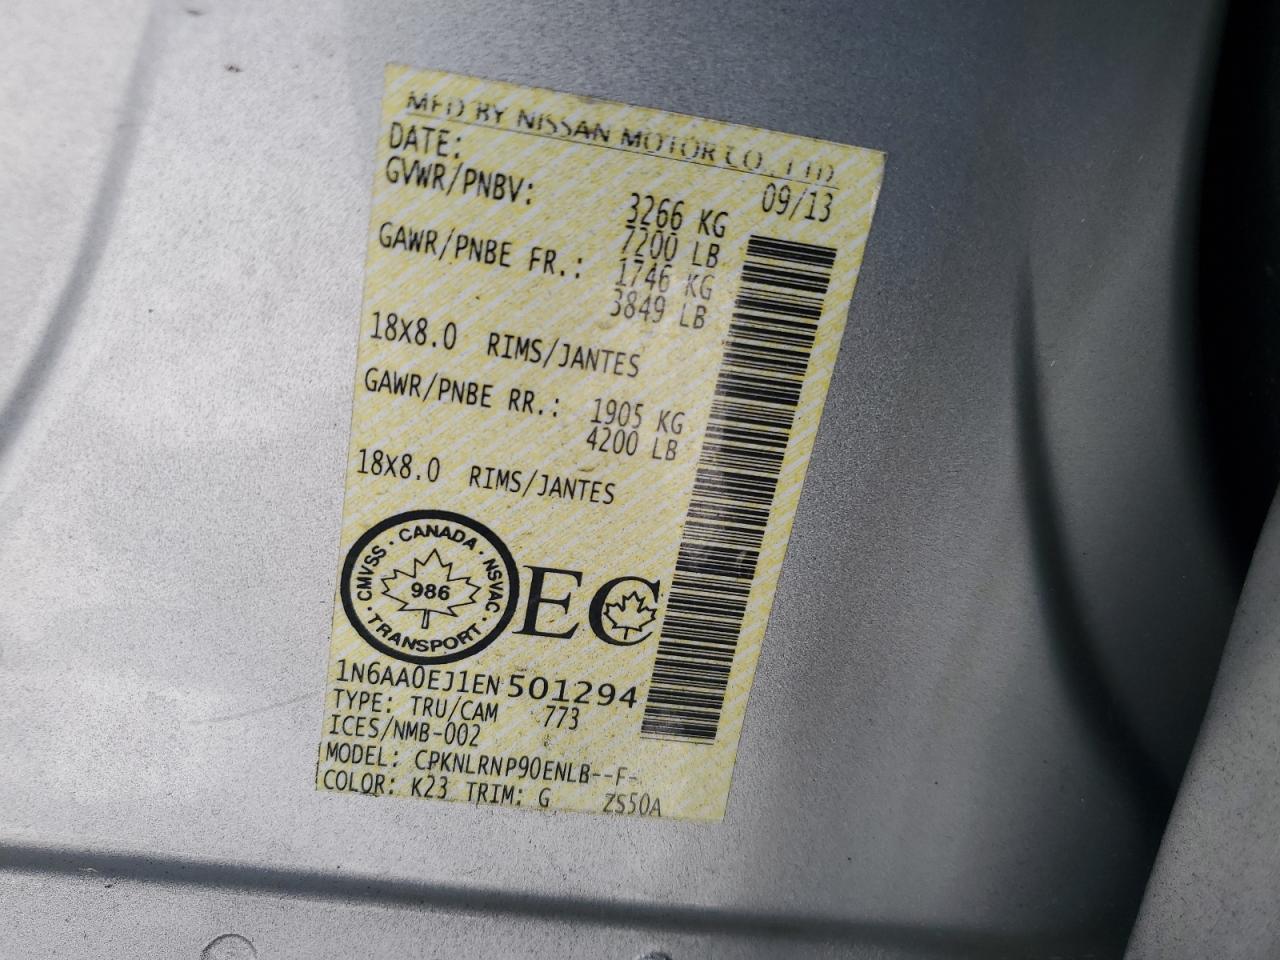 MFD BY NISSAN MOTOR CO., LTD
DATE: 09/13
GVWR/PNBV: 3266 KG
7200 LB
GAWR/PNBE FR.: 1746 KG
3849 LB
18X8.0 RIMS/JANTES
GAWR/PNBE RR.: 1905 KG
4200 LB
18X8.0 RIMS/JANTES
CMVSS · CANADA · NSVAC ·
986
TRANSPORT
EC
1N6AA0EJ1EN501294
TYPE: TRU/CAM 773
ICES/NMB-002
MODEL: CPKNLRNP90ENLB--F-
COLOR: K23 TRIM: G ZS50A